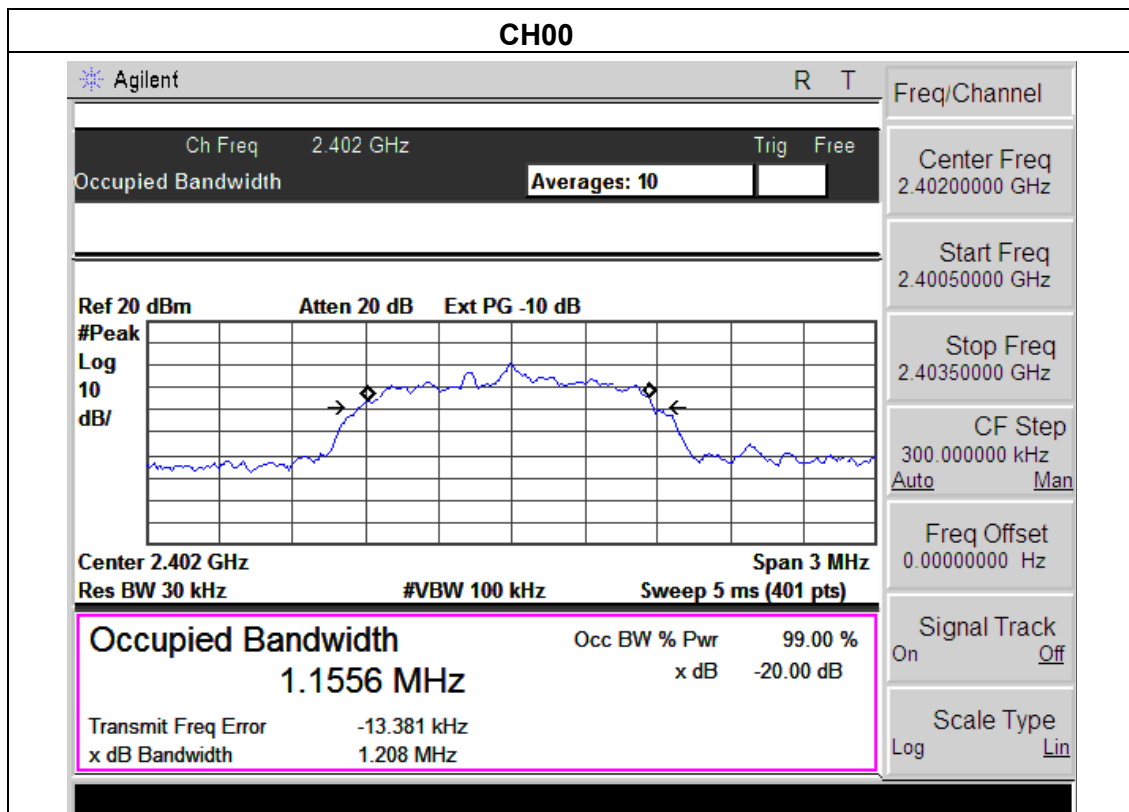 CH00
Agilent R T
Ch Freq 2.402 GHz Trig Free
Occupied Bandwidth Averages: 10
Ref 20 dBm Atten 20 dB Ext PG -10 dB
#Peak
Log
10
dB/
Center 2.402 GHz Span 3 MHz
Res BW 30 kHz #VBW 100 kHz Sweep 5 ms (401 pts)
Occupied Bandwidth Occ BW % Pwr 99.00 %
1.1556 MHz x dB -20.00 dB
Transmit Freq Error -13.381 kHz
x dB Bandwidth 1.208 MHz
Freq/Channel
Center Freq
2.40200000 GHz
Start Freq
2.40050000 GHz
Stop Freq
2.40350000 GHz
CF Step
300.000000 kHz
Auto Man
Freq Offset
0.00000000 Hz
Signal Track
On Off
Scale Type
Log Lin